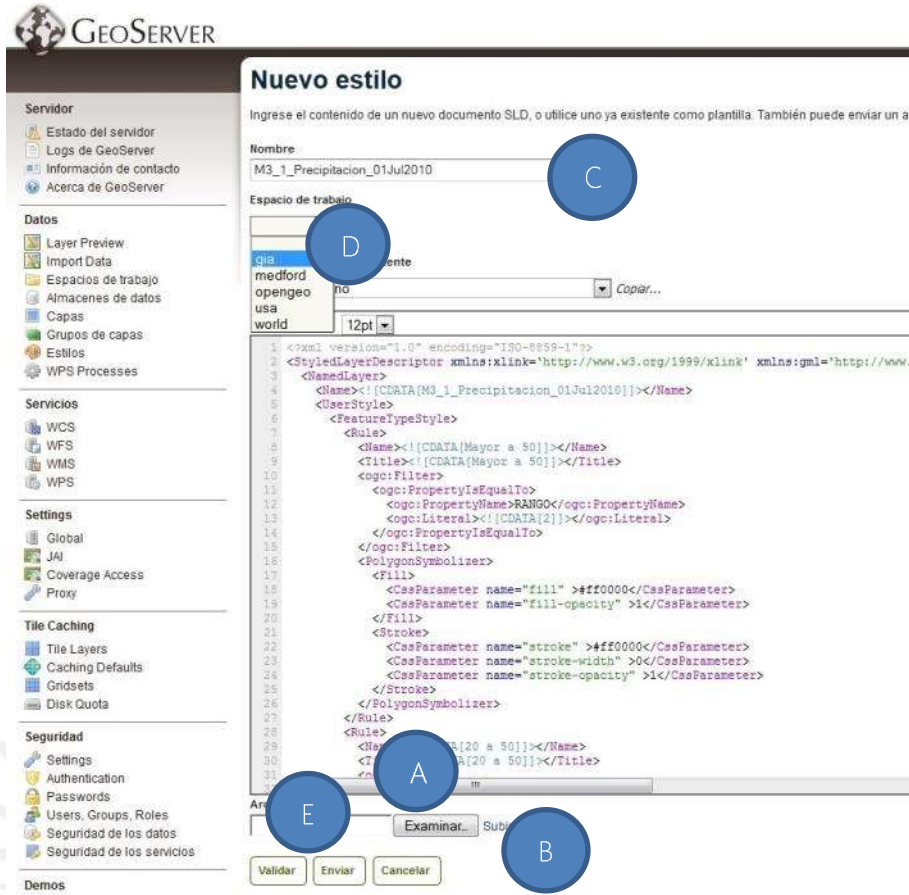 GEOSERVER
Servidor
Estado del servidor
Logs de GeoServer
Información de contacto
Acerca de GeoServer
Datos
Layer Preview
Import Data
Espacios de trabajo
Almacenes de datos
Capas
Grupos de capas
Estilos
WPS Processes
Servicios
WCS
WFS
WMS
WPS
Settings
Global
JAI
Coverage Access
Proxy
Tile Caching
Tile Layers
Caching Defaults
Gridsets
Disk Quota
Seguridad
Settings
Authentication
Passwords
Users, Groups, Roles
Seguridad de los datos
Seguridad de los servicios
Demos
Nuevo estilo
Ingrese el contenido de un nuevo documento SLD, o utilice uno ya existente como plantilla. También puede enviar un a
Nombre
M3_1_Precipitacion_01Jul2010
C
Espacio de trabajo
D
gia
medford
opengeo
usa
world
Copiar...
12pt
1 <?xml version="1.0" encoding="ISO-8859-1"?>
2 <StyledLayerDescriptor xmlns:xlink='http://www.w3.org/1999/xlink' xmlns:gml='http://www.
3 <NamedLayer>
4 <Name><![CDATA[M3_1_Precipitacion_01Jul2010]]></Name>
5 <UserStyle>
6 <FeatureTypeStyle>
7 <Rule>
8 <Name><![CDATA[Mayor a 50]]></Name>
9 <Title><![CDATA[Mayor a 50]]></Title>
10 <ogc:Filter>
11 <ogc:PropertyIsEqualTo>
12 <ogc:PropertyName>RANGO</ogc:PropertyName>
13 <ogc:Literal><![CDATA[2]]></ogc:Literal>
14 </ogc:PropertyIsEqualTo>
15 </ogc:Filter>
16 <PolygonSymbolizer>
17 <Fill>
18 <CssParameter name="fill" >#ff0000</CssParameter>
19 <CssParameter name="fill-opacity" >1</CssParameter>
20 </Fill>
21 <Stroke>
22 <CssParameter name="stroke" >#ff0000</CssParameter>
23 <CssParameter name="stroke-width" >0</CssParameter>
24 <CssParameter name="stroke-opacity" >1</CssParameter>
25 </Stroke>
26 </PolygonSymbolizer>
27 </Rule>
28 <Rule>
29 A[20 a 50]]></Name>
30 A[20 a 50]]></Title>
A
E
Examinar...
B
Validar
Enviar
Cancelar